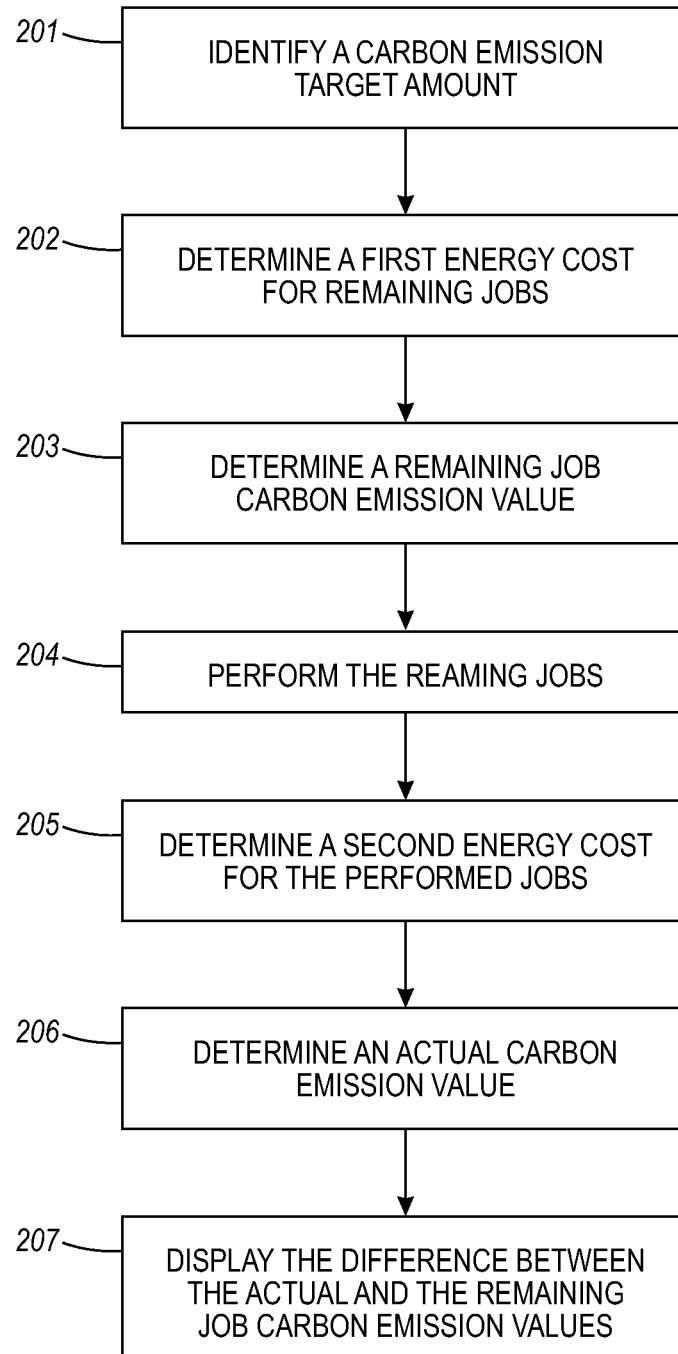 201
IDENTIFY A CARBON EMISSION
TARGET AMOUNT
202
DETERMINE A FIRST ENERGY COST
FOR REMAINING JOBS
203
DETERMINE A REMAINING JOB
CARBON EMISSION VALUE
204
PERFORM THE REAMING JOBS
205
DETERMINE A SECOND ENERGY COST
FOR THE PERFORMED JOBS
206
DETERMINE AN ACTUAL CARBON
EMISSION VALUE
207
DISPLAY THE DIFFERENCE BETWEEN
THE ACTUAL AND THE REMAINING
JOB CARBON EMISSION VALUES